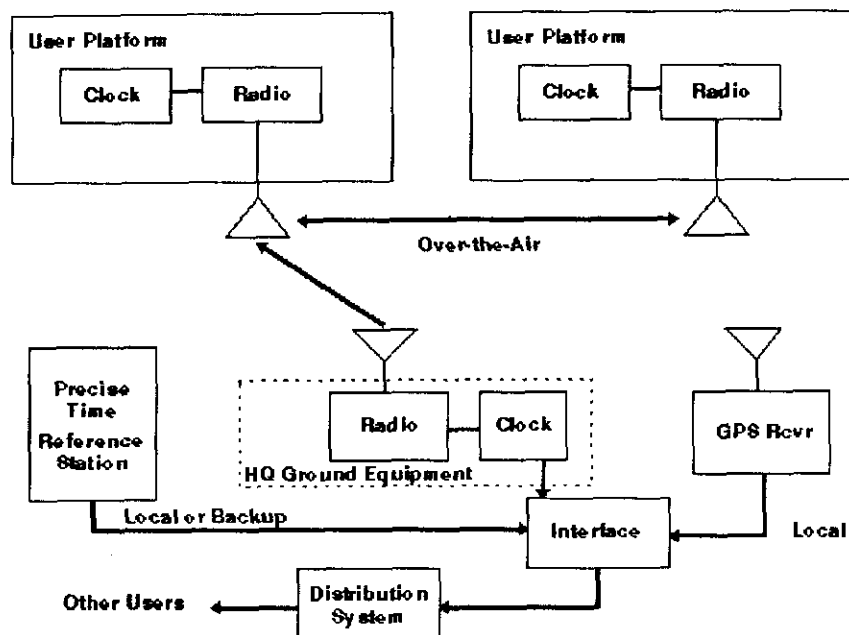 User Platform
Clock
Radio
User Platform
Clock
Radio
Over-the-Air
Precise
Time
Reference
Station
Radio
Clock
HQ Ground Equipment
GPS Rcvr
Local or Backup
Interface
Local
Other Users
Distribution
System